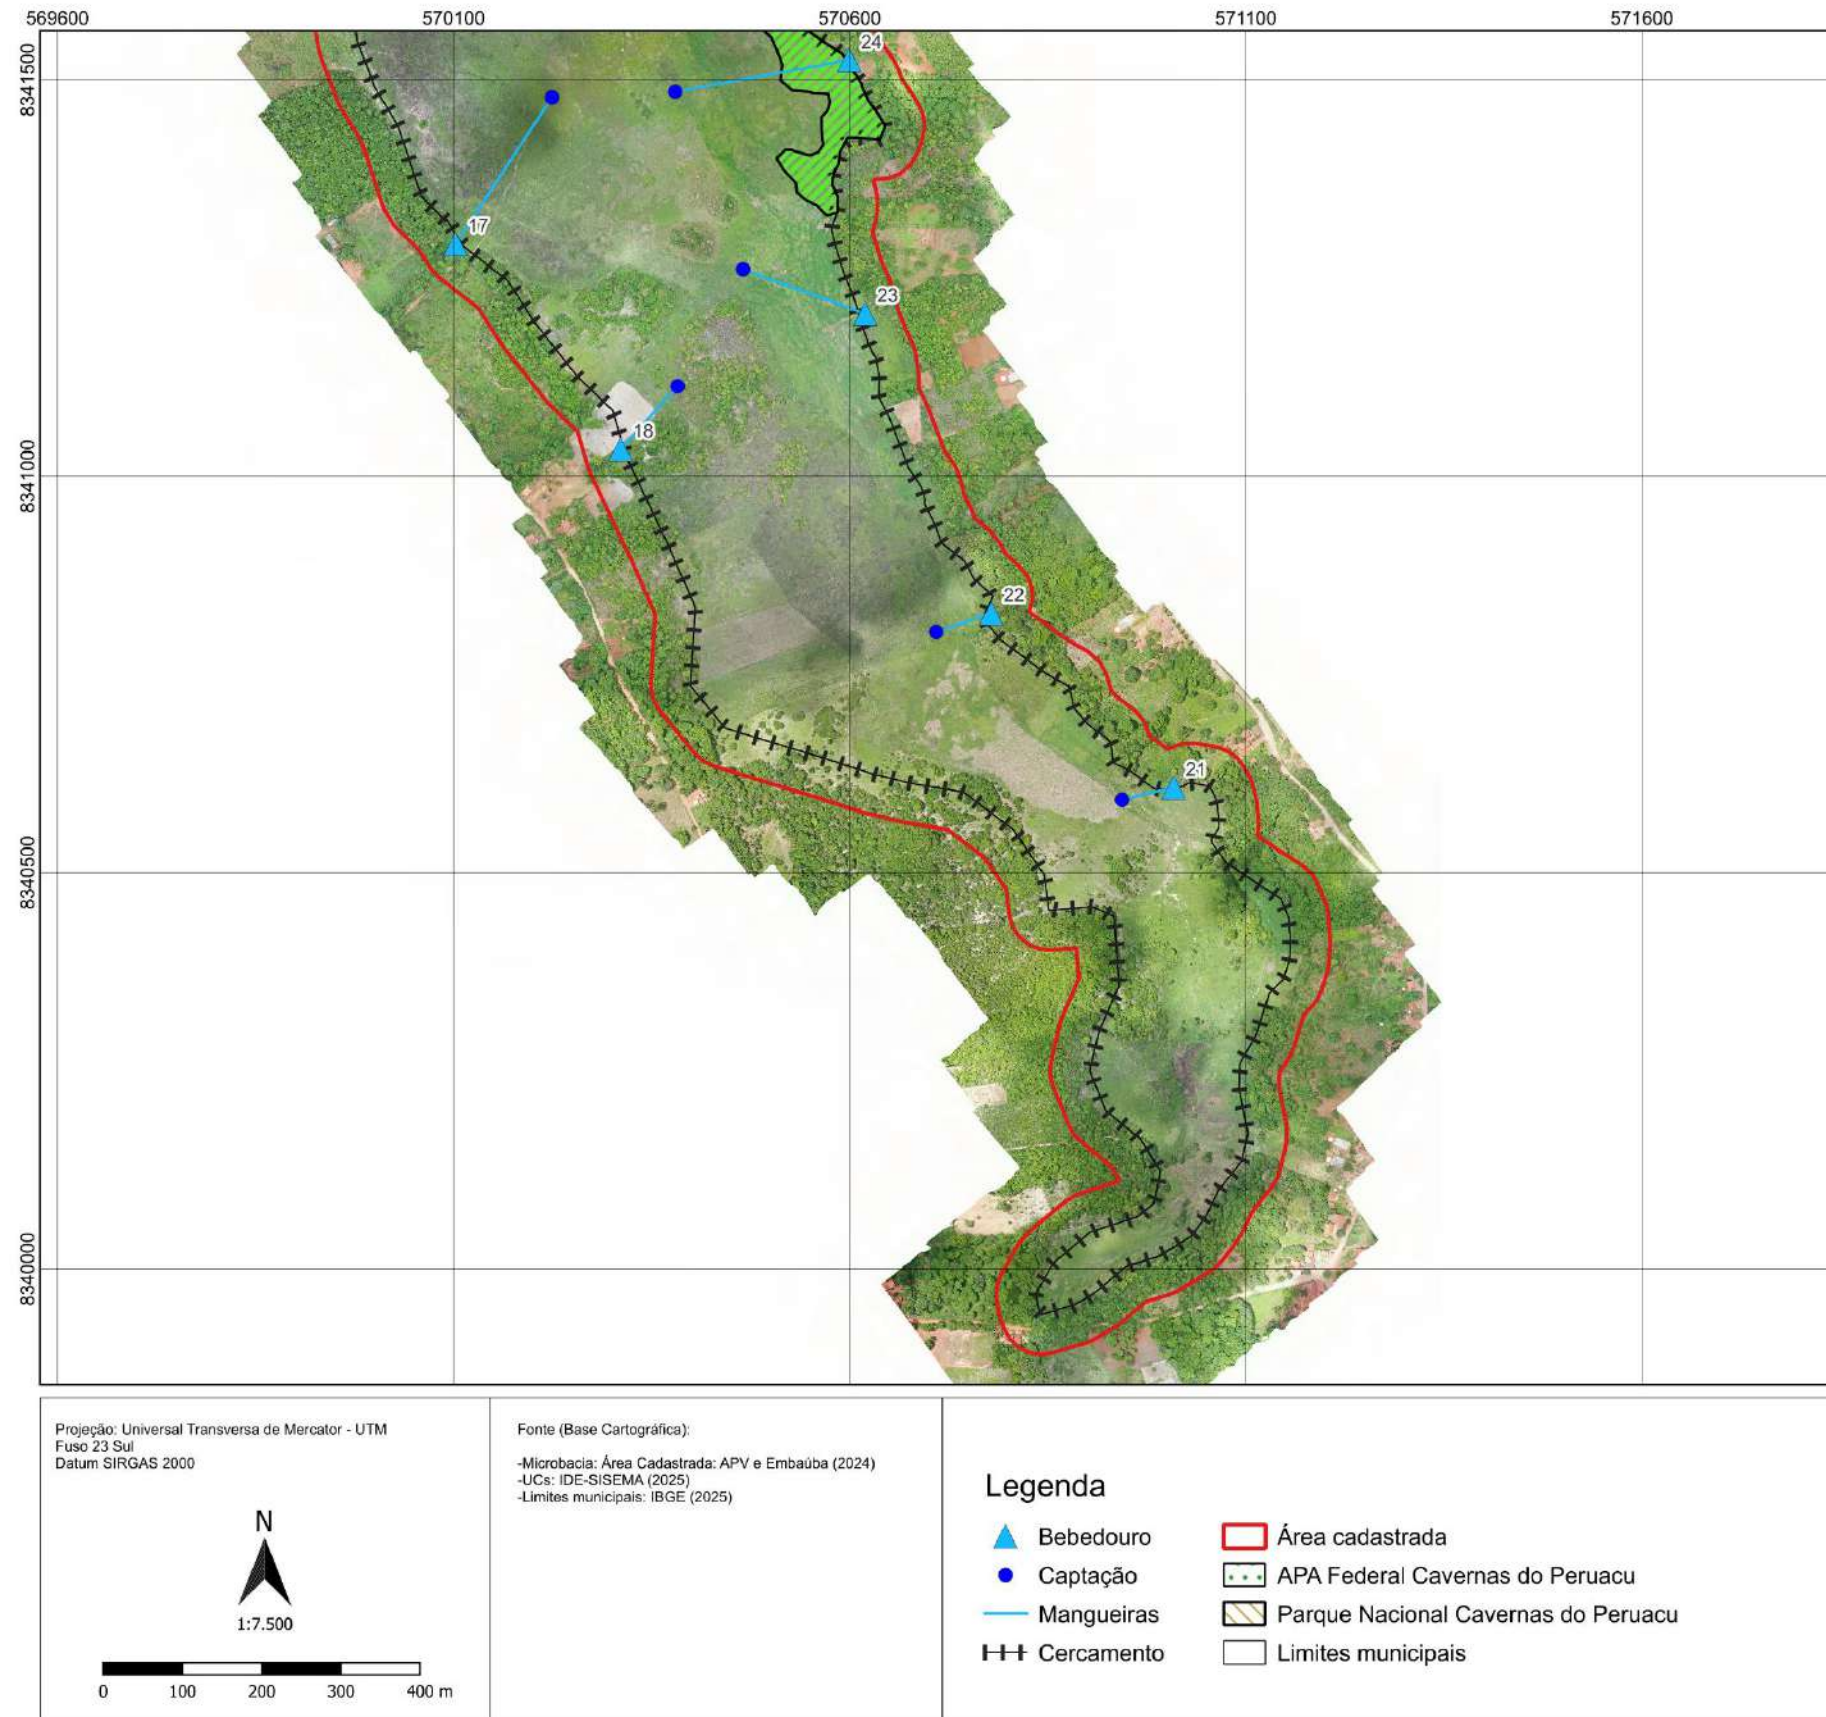 569600 570100 570600 571100 571600
8341500
8341000
8340500
8340000
24
17
23
18
22
21
Projeção: Universal Transversa de Mercator - UTM
Fuso 23 Sul
Datum SIRGAS 2000
N
1:7.500
0 100 200 300 400 m
Fonte (Base Cartográfica):
-Microbacia: Área Cadastrada: APV e Embaúba (2024)
-UCs: IDE-SISEMA (2025)
-Limites municipais: IBGE (2025)
Legenda
Bebedouro
Captação
Mangueiras
Cercamento
Área cadastrada
APA Federal Cavernas do Peruacu
Parque Nacional Cavernas do Peruacu
Limites municipais